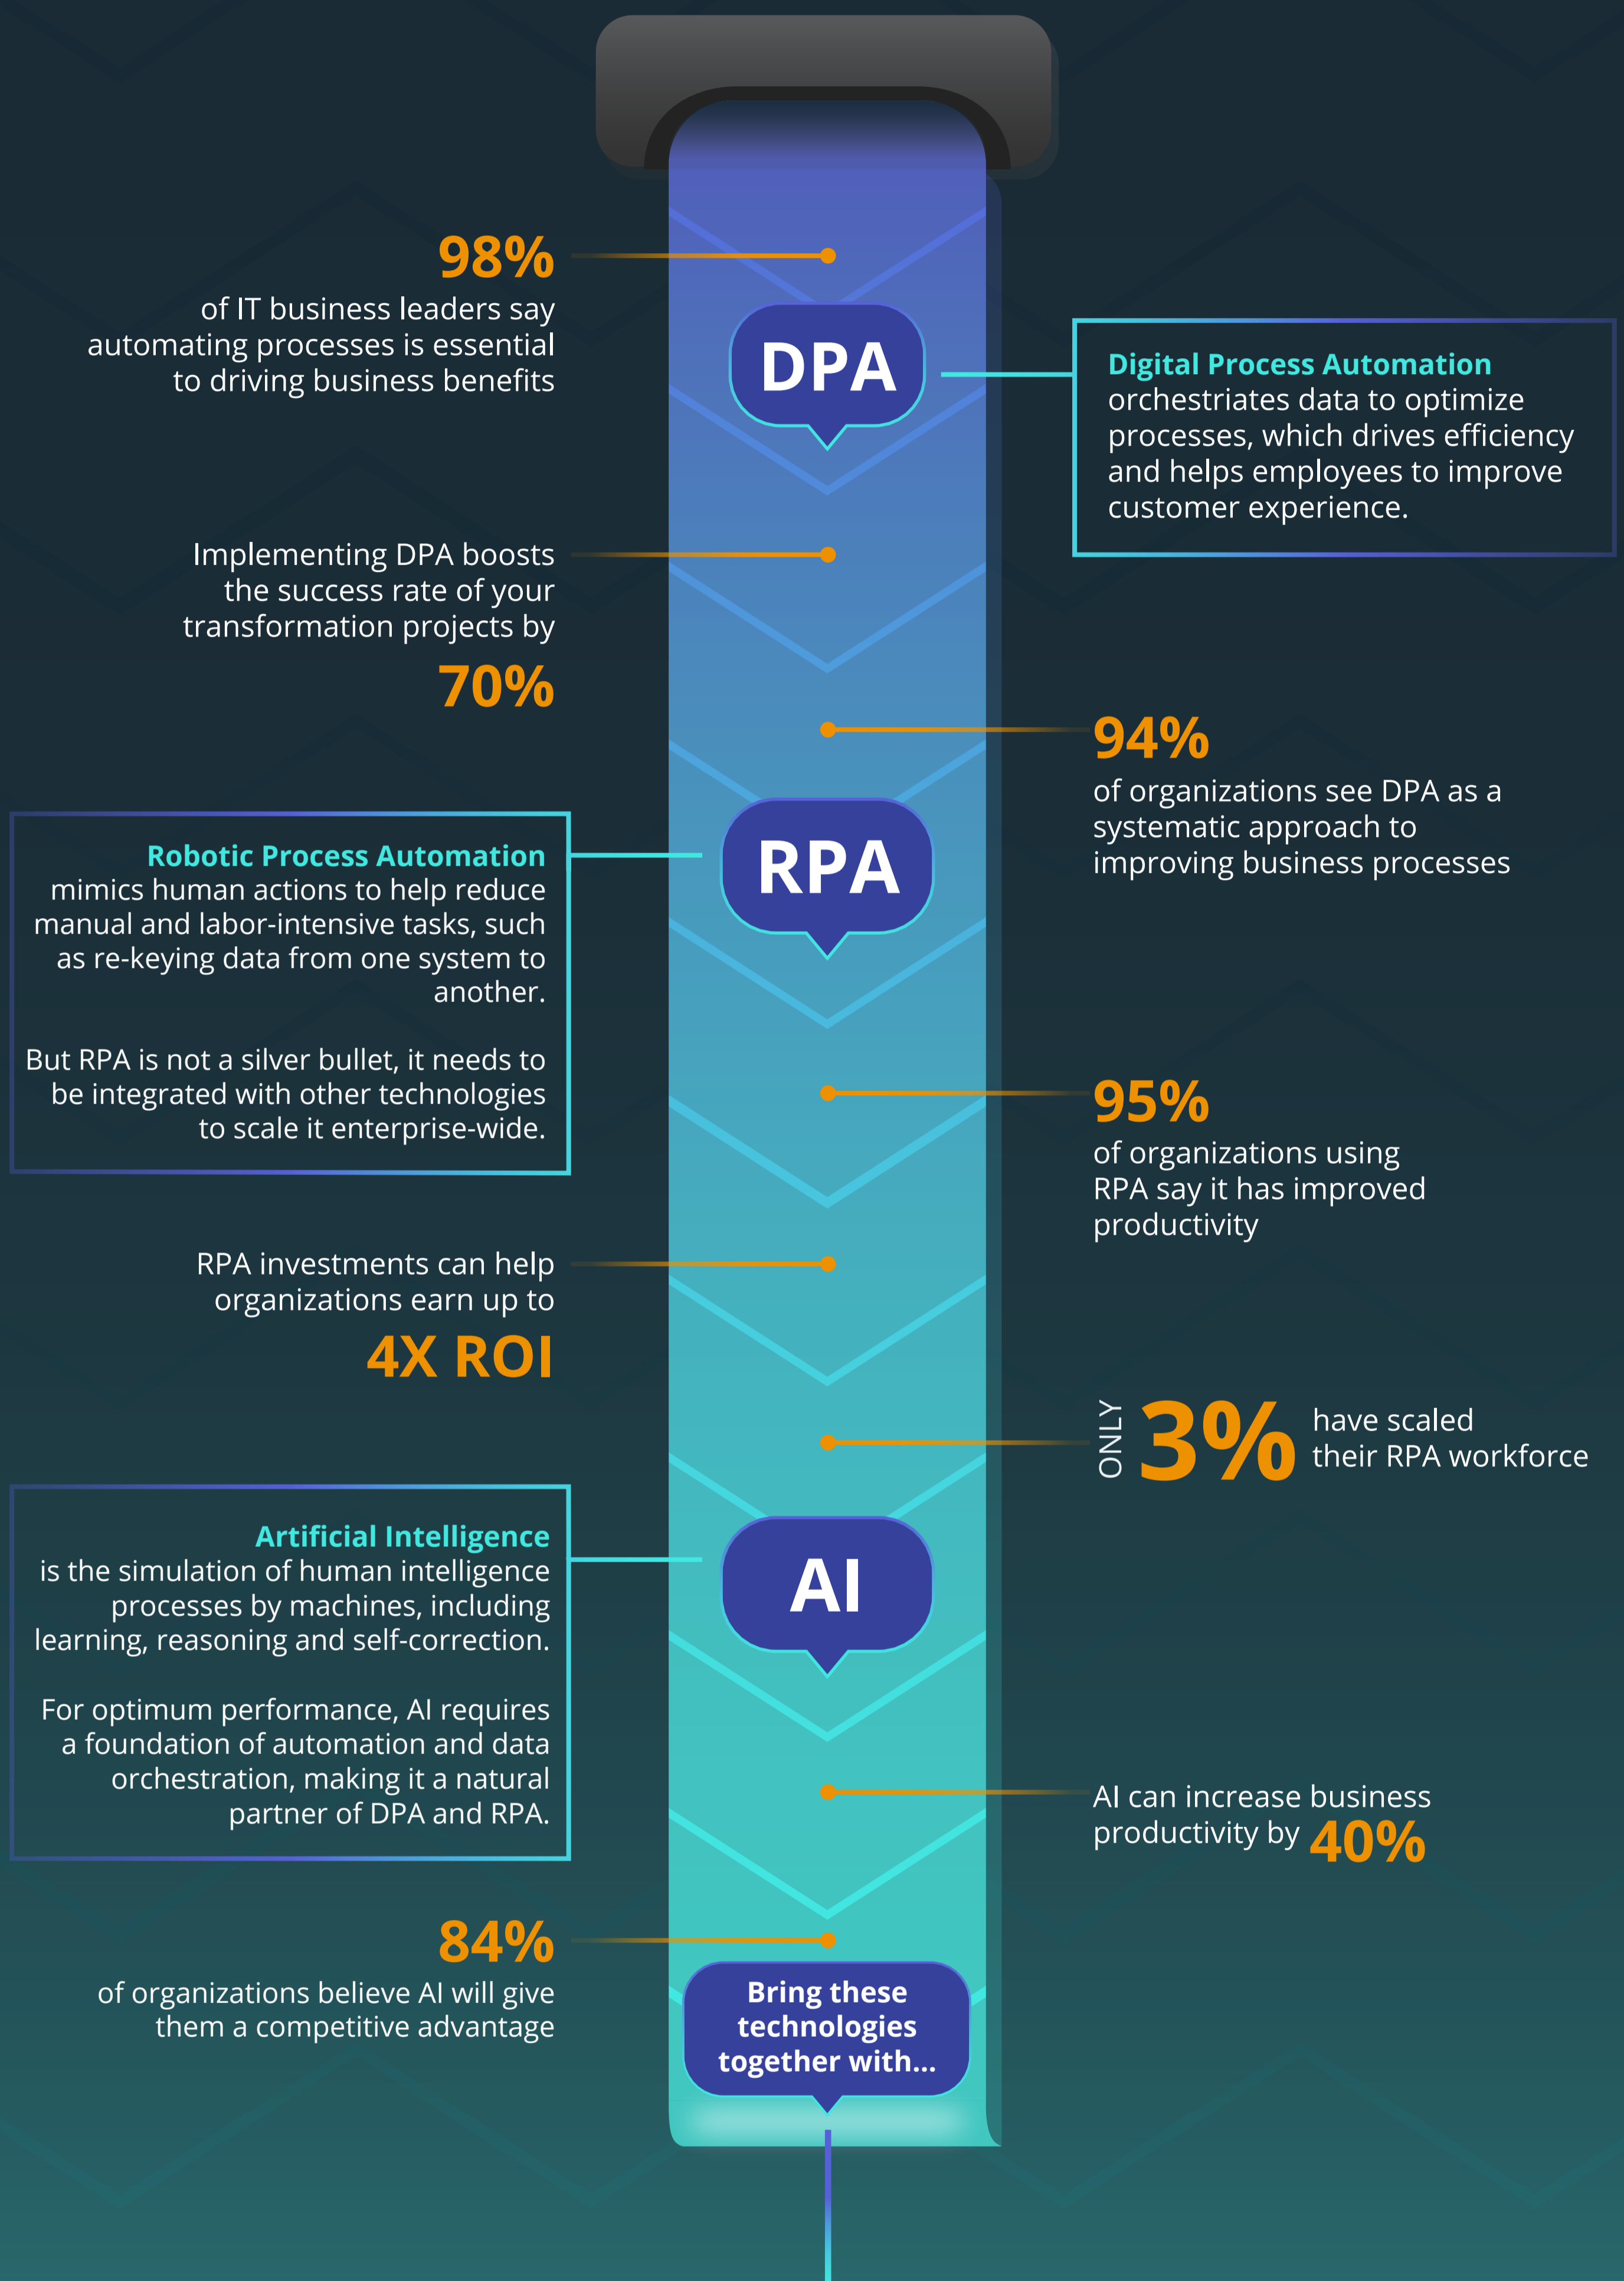 98%
of IT business leaders say
automating processes is essential
to driving business benefits
DPA
Digital Process Automation
orchestriates data to optimize
processes, which drives efficiency
and helps employees to improve
customer experience.
Implementing DPA boosts
the success rate of your
transformation projects by
70%
94%
of organizations see DPA as a
systematic approach to
improving business processes
RPA
Robotic Process Automation
mimics human actions to help reduce
manual and labor-intensive tasks, such
as re-keying data from one system to
another.
But RPA is not a silver bullet, it needs to
be integrated with other technologies
to scale it enterprise-wide.
95%
of organizations using
RPA say it has improved
productivity
RPA investments can help
organizations earn up to
4X ROI
ONLY 3% have scaled
their RPA workforce
AI
Artificial Intelligence
is the simulation of human intelligence
processes by machines, including
learning, reasoning and self-correction.
For optimum performance, AI requires
a foundation of automation and data
orchestration, making it a natural
partner of DPA and RPA.
AI can increase business
productivity by 40%
84%
of organizations believe AI will give
them a competitive advantage
Bring these
technologies
together with...